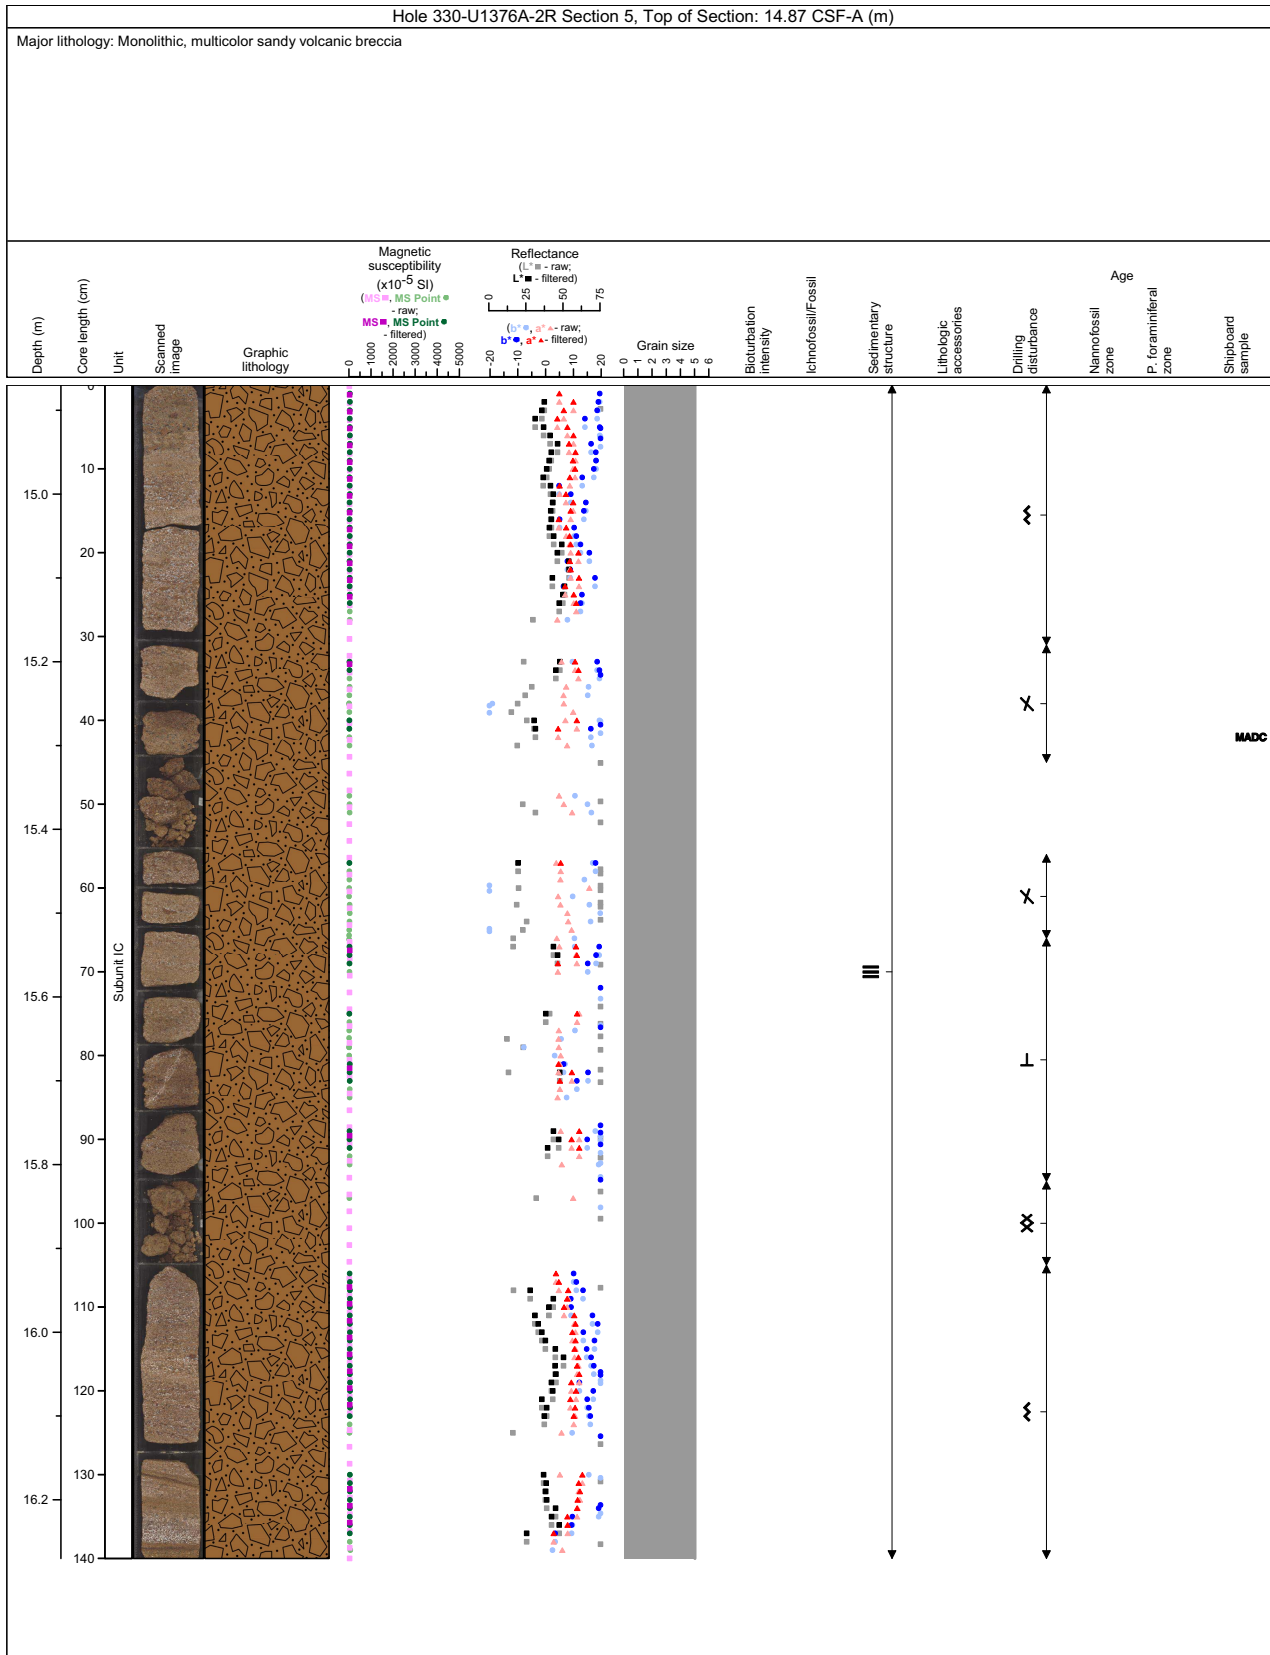 Hole 330-U1376A-2R Section 5, Top of Section: 14.87 CSF-A (m)
Major lithology: Monolithic, multicolor sandy volcanic breccia
Depth (m)
Core length (cm)
Unit
Scanned
image
Graphic
lithology
Magnetic
susceptibility
(x10-5 SI)
(MS, MS Point
- raw;
MS, MS Point
- filtered)
0 1000 2000 3000 4000 5000
Reflectance
(L* - raw;
L* - filtered)
0 25 50 75
(b*, a* - raw;
b*, a* - filtered)
-20 -10 0 10 20
Grain size
0 1 2 3 4 5 6
Bioturbation
intensity
Ichnofossil/Fossil
Sedimentary
structure
Lithologic
accessories
Drilling
disturbance
Age
Nannofossil
zone
P. foraminiferal
zone
Shipboard
sample
0
10
15.0
20
30
15.2
40
MADC
50
15.4
60
Subunit IC
70
15.6
80
90
15.8
100
110
16.0
120
130
16.2
140